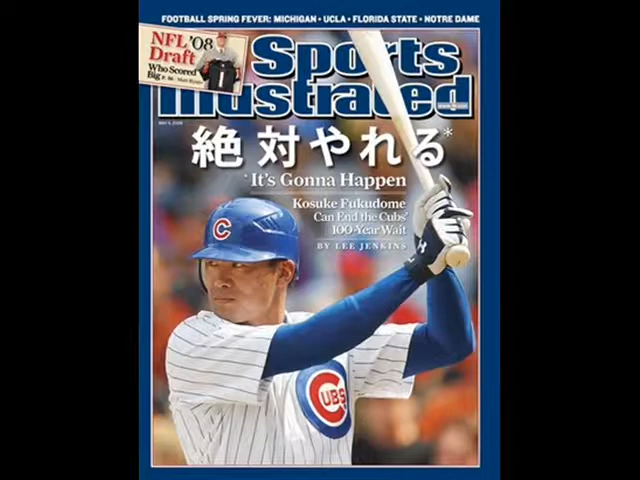 FOOTBALL SPRING FEVER: MICHIGAN • UCLA • FLORIDA STATE • NOTRE DAME
NFL '08
Draft
Who Scored
Big P. 56
1
Sports
Illustrated
絶対やれる*
*It's Gonna Happen
Kosuke Fukudome
Can End the Cubs'
100-Year Wait
BY LEE JENKINS
C
CUBS